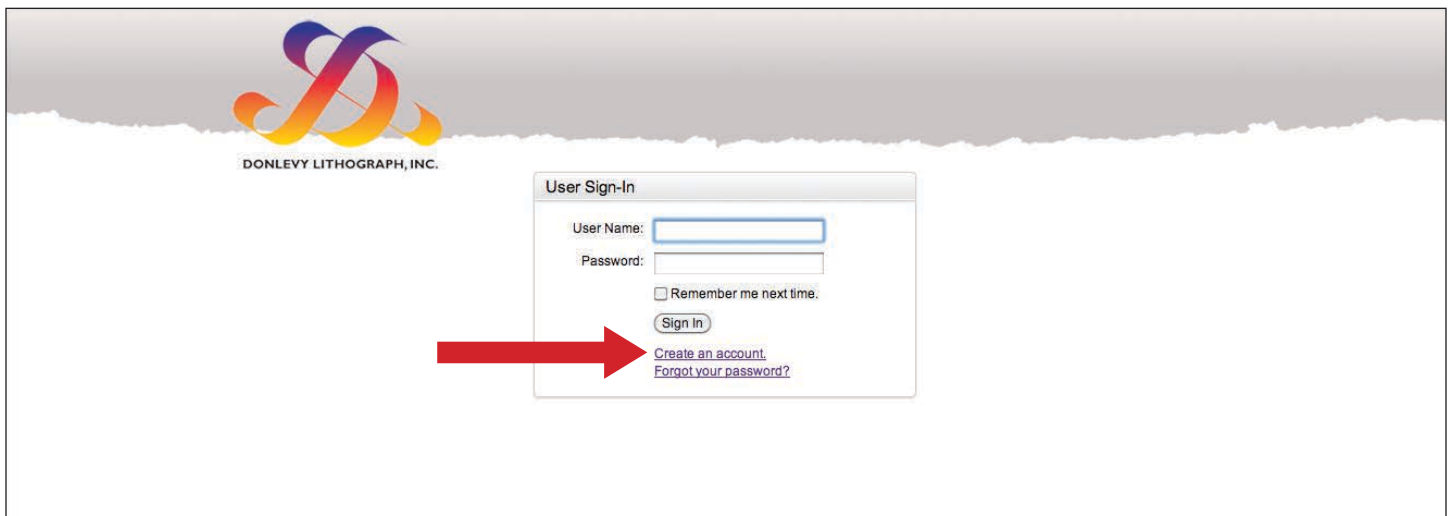 DONLEVY LITHOGRAPH, INC.
User Sign-In
User Name:
Password:
Remember me next time.
Sign In
Create an account.
Forgot your password?